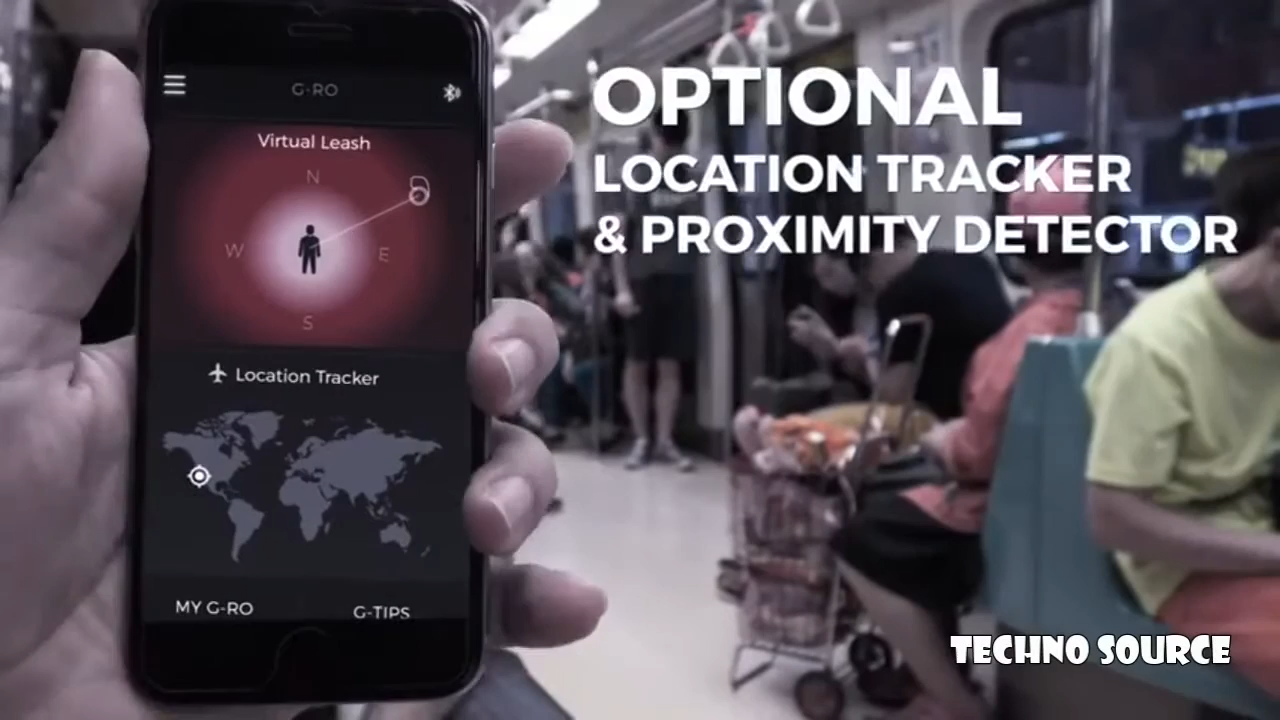 G-RO
Virtual Leash
N
W
E
S
Location Tracker
MY G-RO
G-TIPS
OPTIONAL
LOCATION TRACKER
& PROXIMITY DETECTOR
TECHNO SOURCE